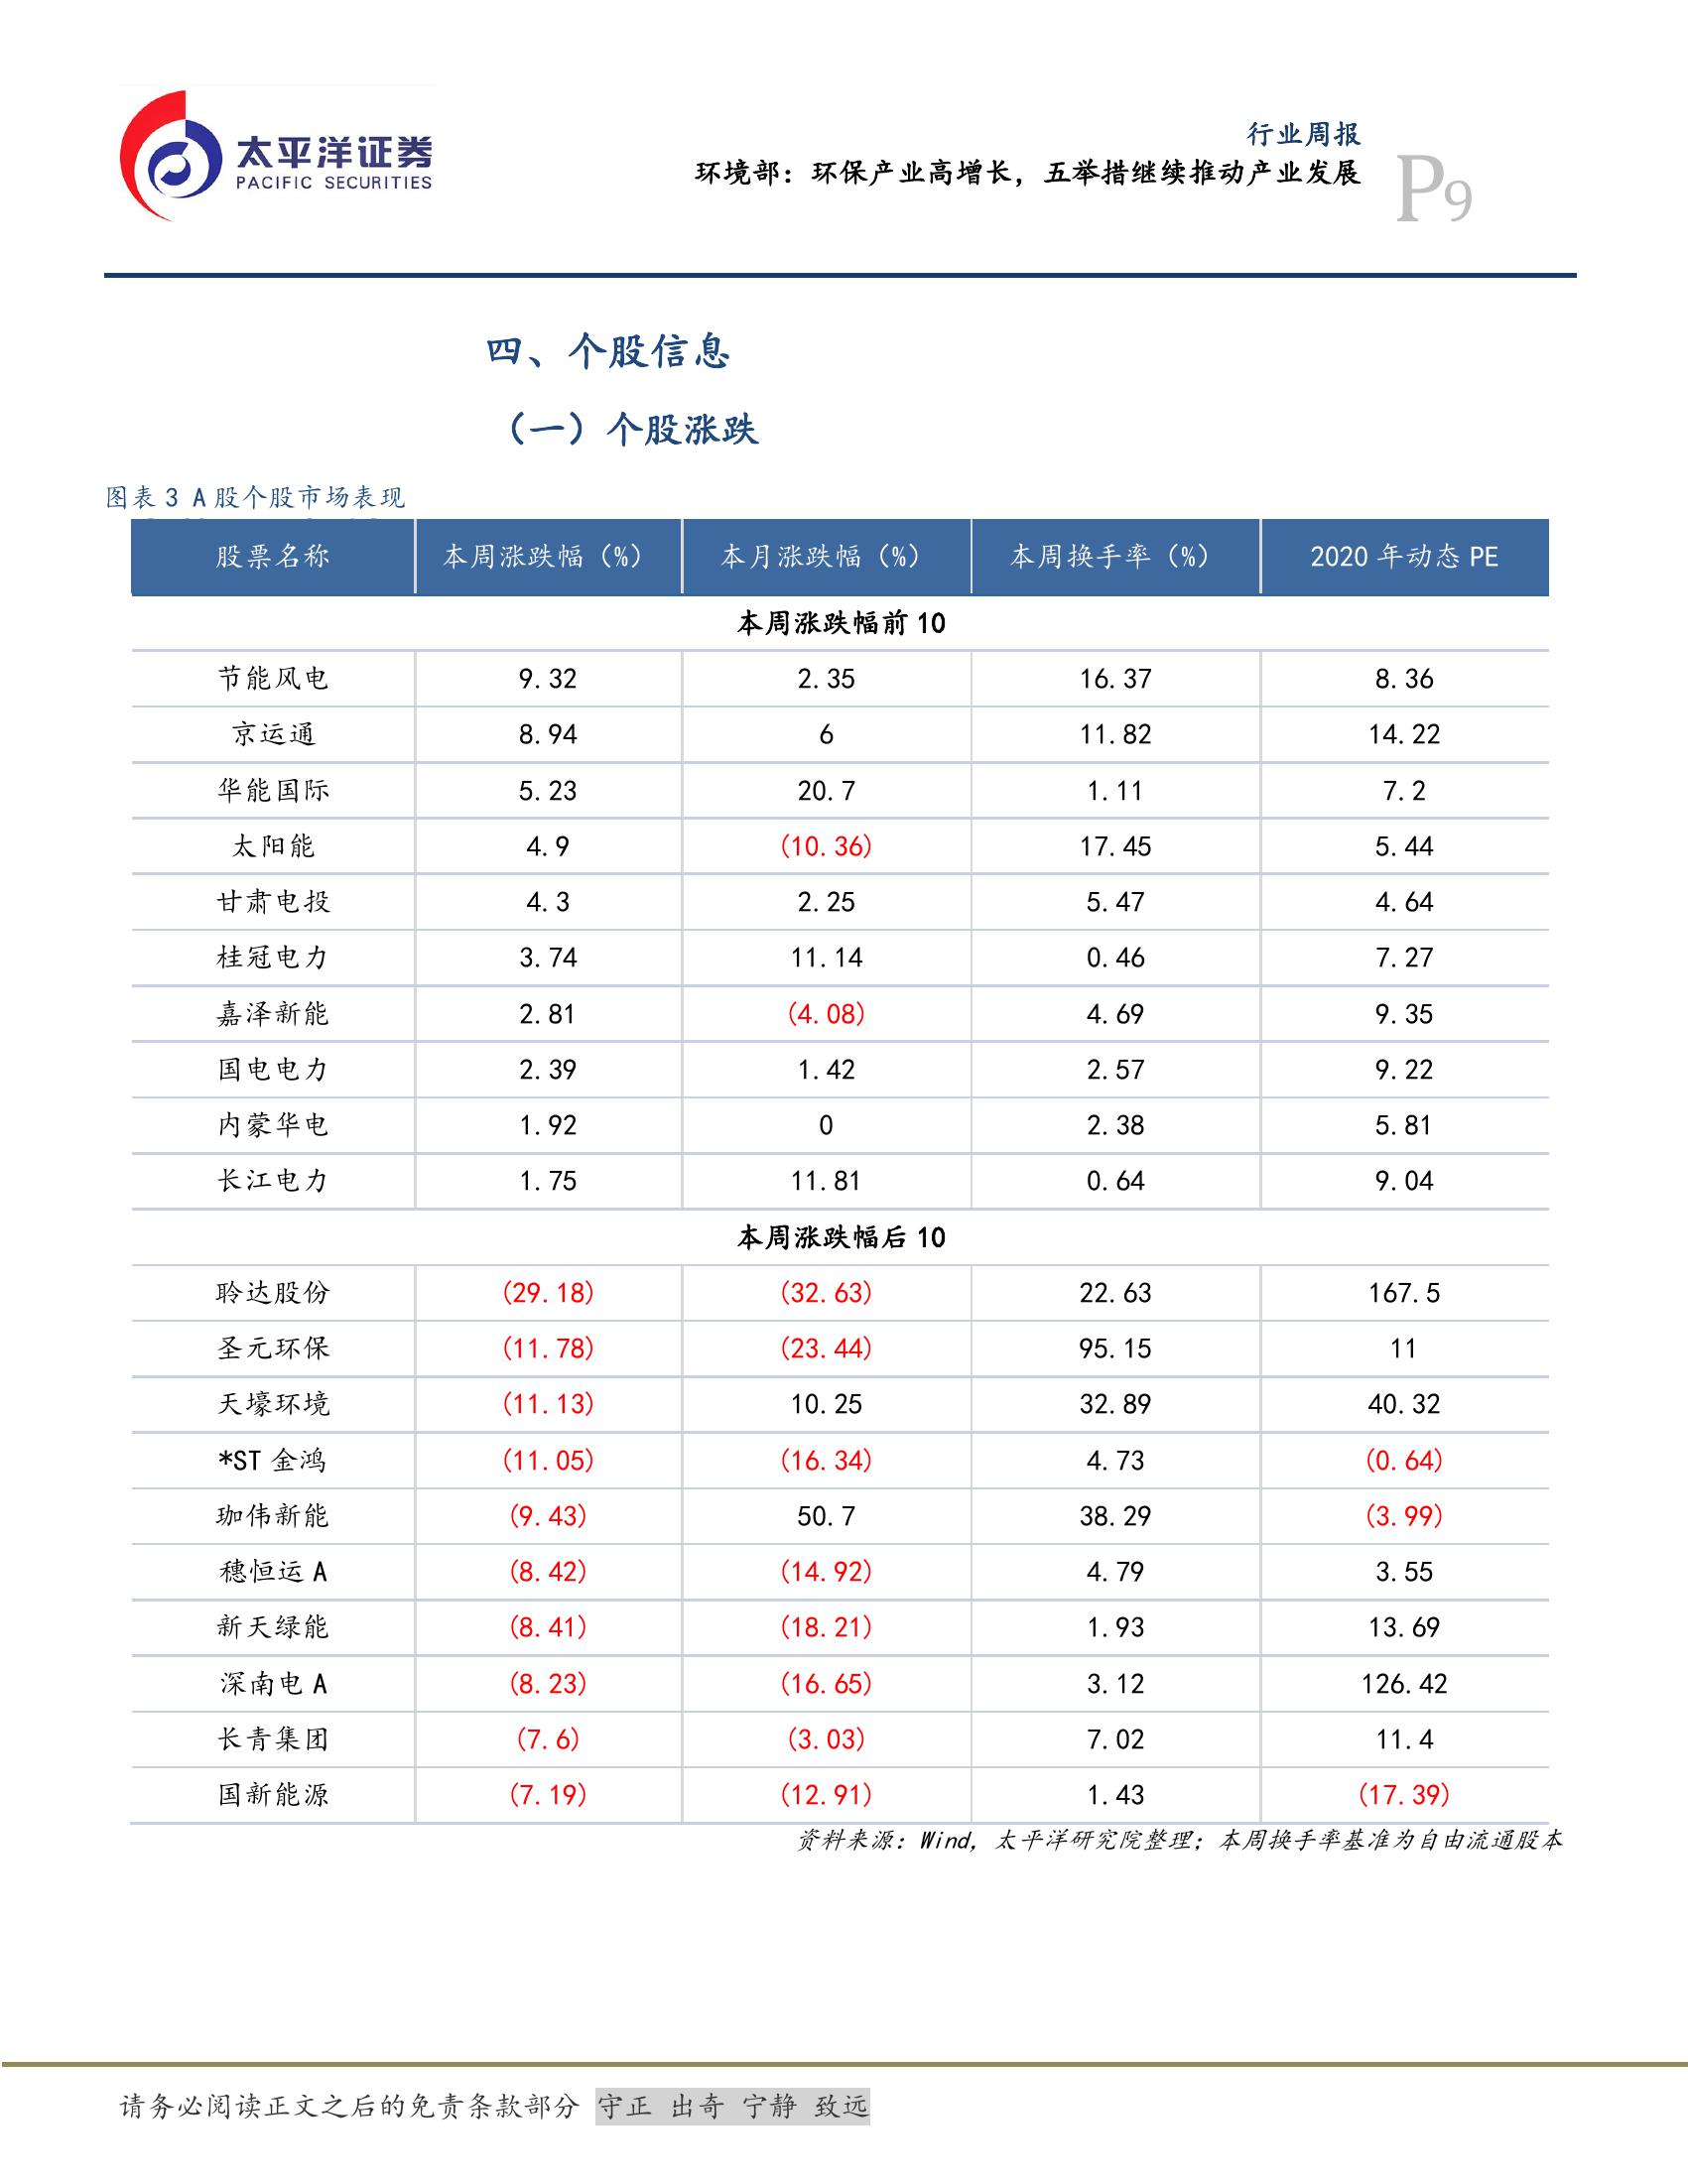 太平洋证券
PACIFIC SECURITIES
行业周报
环境部：环保产业高增长，五举措继续推动产业发展
P9
四、个股信息
（一）个股涨跌
图表 3 A 股个股市场表现
股票名称 本周涨跌幅（%） 本月涨跌幅（%） 本周换手率（%） 2020 年动态 PE
本周涨跌幅前 10
节能风电 9.32 2.35 16.37 8.36
京运通 8.94 6 11.82 14.22
华能国际 5.23 20.7 1.11 7.2
太阳能 4.9 (10.36) 17.45 5.44
甘肃电投 4.3 2.25 5.47 4.64
桂冠电力 3.74 11.14 0.46 7.27
嘉泽新能 2.81 (4.08) 4.69 9.35
国电电力 2.39 1.42 2.57 9.22
内蒙华电 1.92 0 2.38 5.81
长江电力 1.75 11.81 0.64 9.04
本周涨跌幅后 10
聆达股份 (29.18) (32.63) 22.63 167.5
圣元环保 (11.78) (23.44) 95.15 11
天壕环境 (11.13) 10.25 32.89 40.32
*ST 金鸿 (11.05) (16.34) 4.73 (0.64)
珈伟新能 (9.43) 50.7 38.29 (3.99)
穗恒运 A (8.42) (14.92) 4.79 3.55
新天绿能 (8.41) (18.21) 1.93 13.69
深南电 A (8.23) (16.65) 3.12 126.42
长青集团 (7.6) (3.03) 7.02 11.4
国新能源 (7.19) (12.91) 1.43 (17.39)
资料来源：Wind，太平洋研究院整理；本周换手率基准为自由流通股本
请务必阅读正文之后的免责条款部分 守正 出奇 宁静 致远